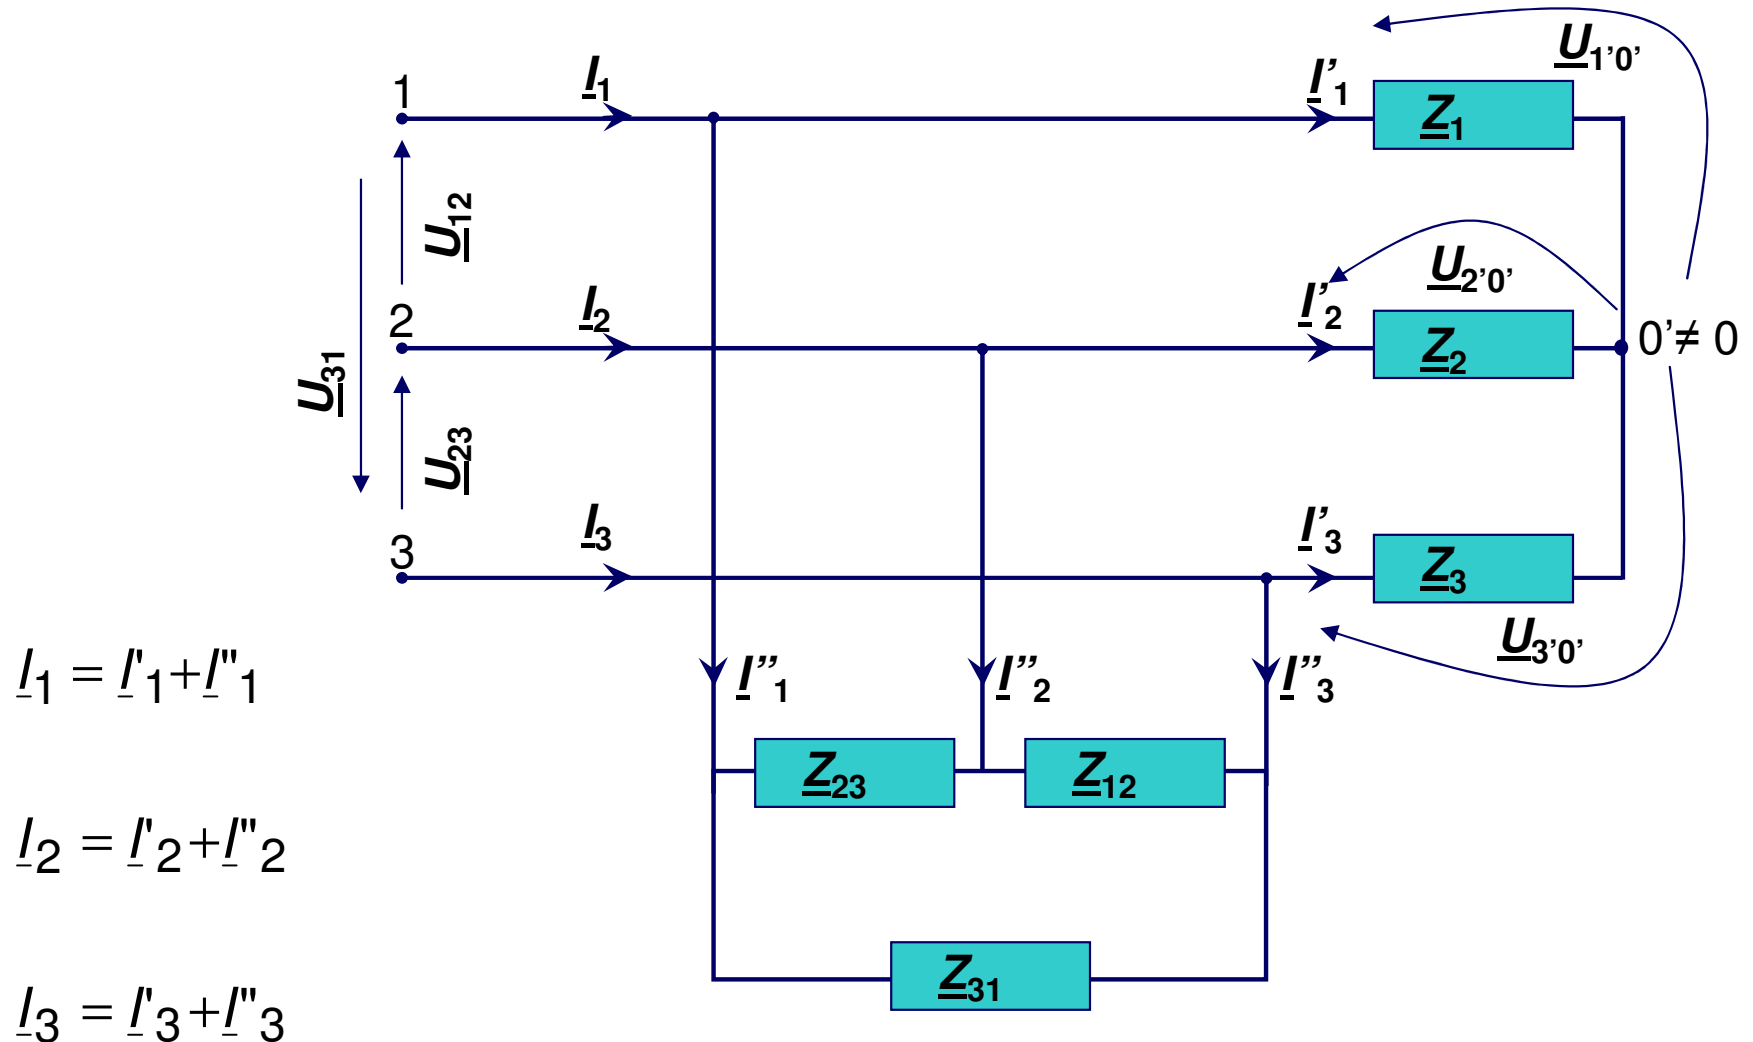 U1'0'
I1
I’1
1
Z1
U12
U2’0’
I2
I’2
2
0’≠ 0
Z2
U31
U23
I3
I’3
3
Z3
U3’0’
I1 = I'1+I"1
I”1
I”2
I”3
Z23
Z12
I2 = I'2+I"2
Z31
I3 = I'3+I"3